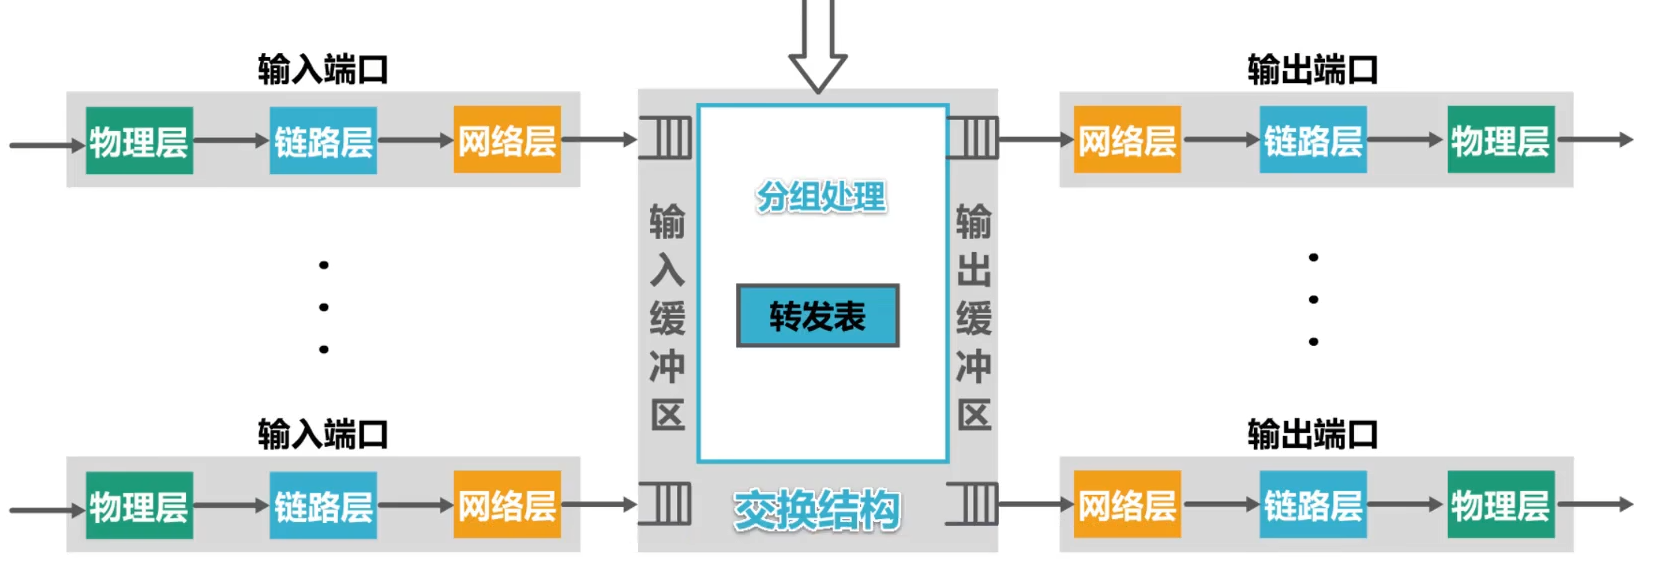 输入端口
物理层
链路层
网络层
输入端口
物理层
链路层
网络层
输入缓冲区
分组处理
转发表
交换结构
输出缓冲区
输出端口
网络层
链路层
物理层
输出端口
网络层
链路层
物理层